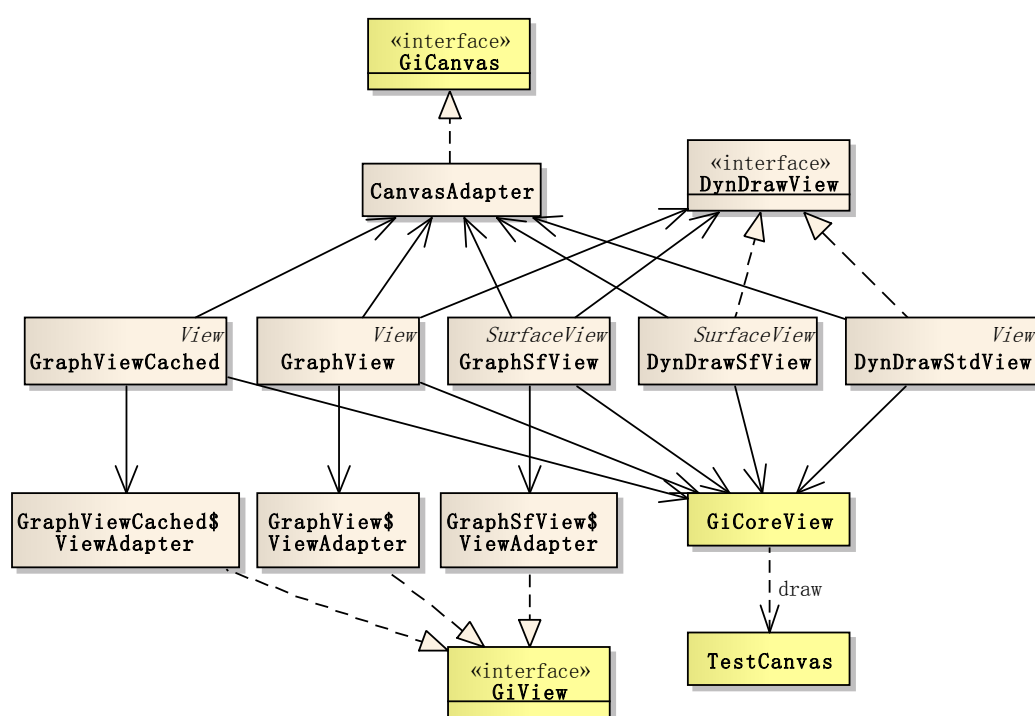 «interface»
GiCanvas
CanvasAdapter
«interface»
DynDrawView
View
GraphViewCached
View
GraphView
SurfaceView
GraphSfView
SurfaceView
DynDrawSfView
View
DynDrawStdView
GraphViewCached$
ViewAdapter
GraphView$
ViewAdapter
GraphSfView$
ViewAdapter
GiCoreView
draw
TestCanvas
«interface»
GiView